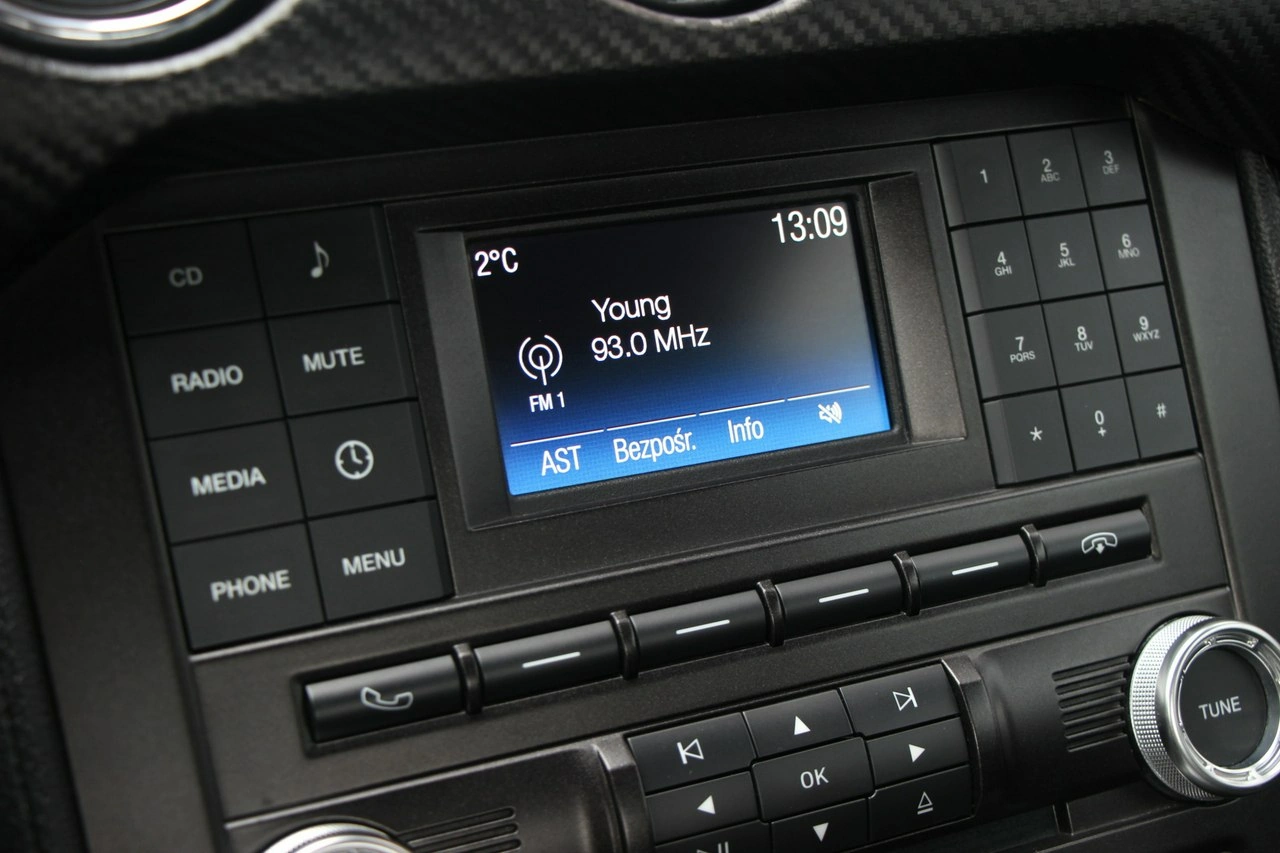 13:09
2°C
Young
93.0 MHz
FM 1
AST Bezpośr. Info
CD
RADIO MUTE
MEDIA
PHONE MENU
1 2 ABC 3 DEF
4 GHI 5 JKL 6 MNO
7 PQRS 8 TUV 9 WXYZ
* 0 + #
OK
TUNE